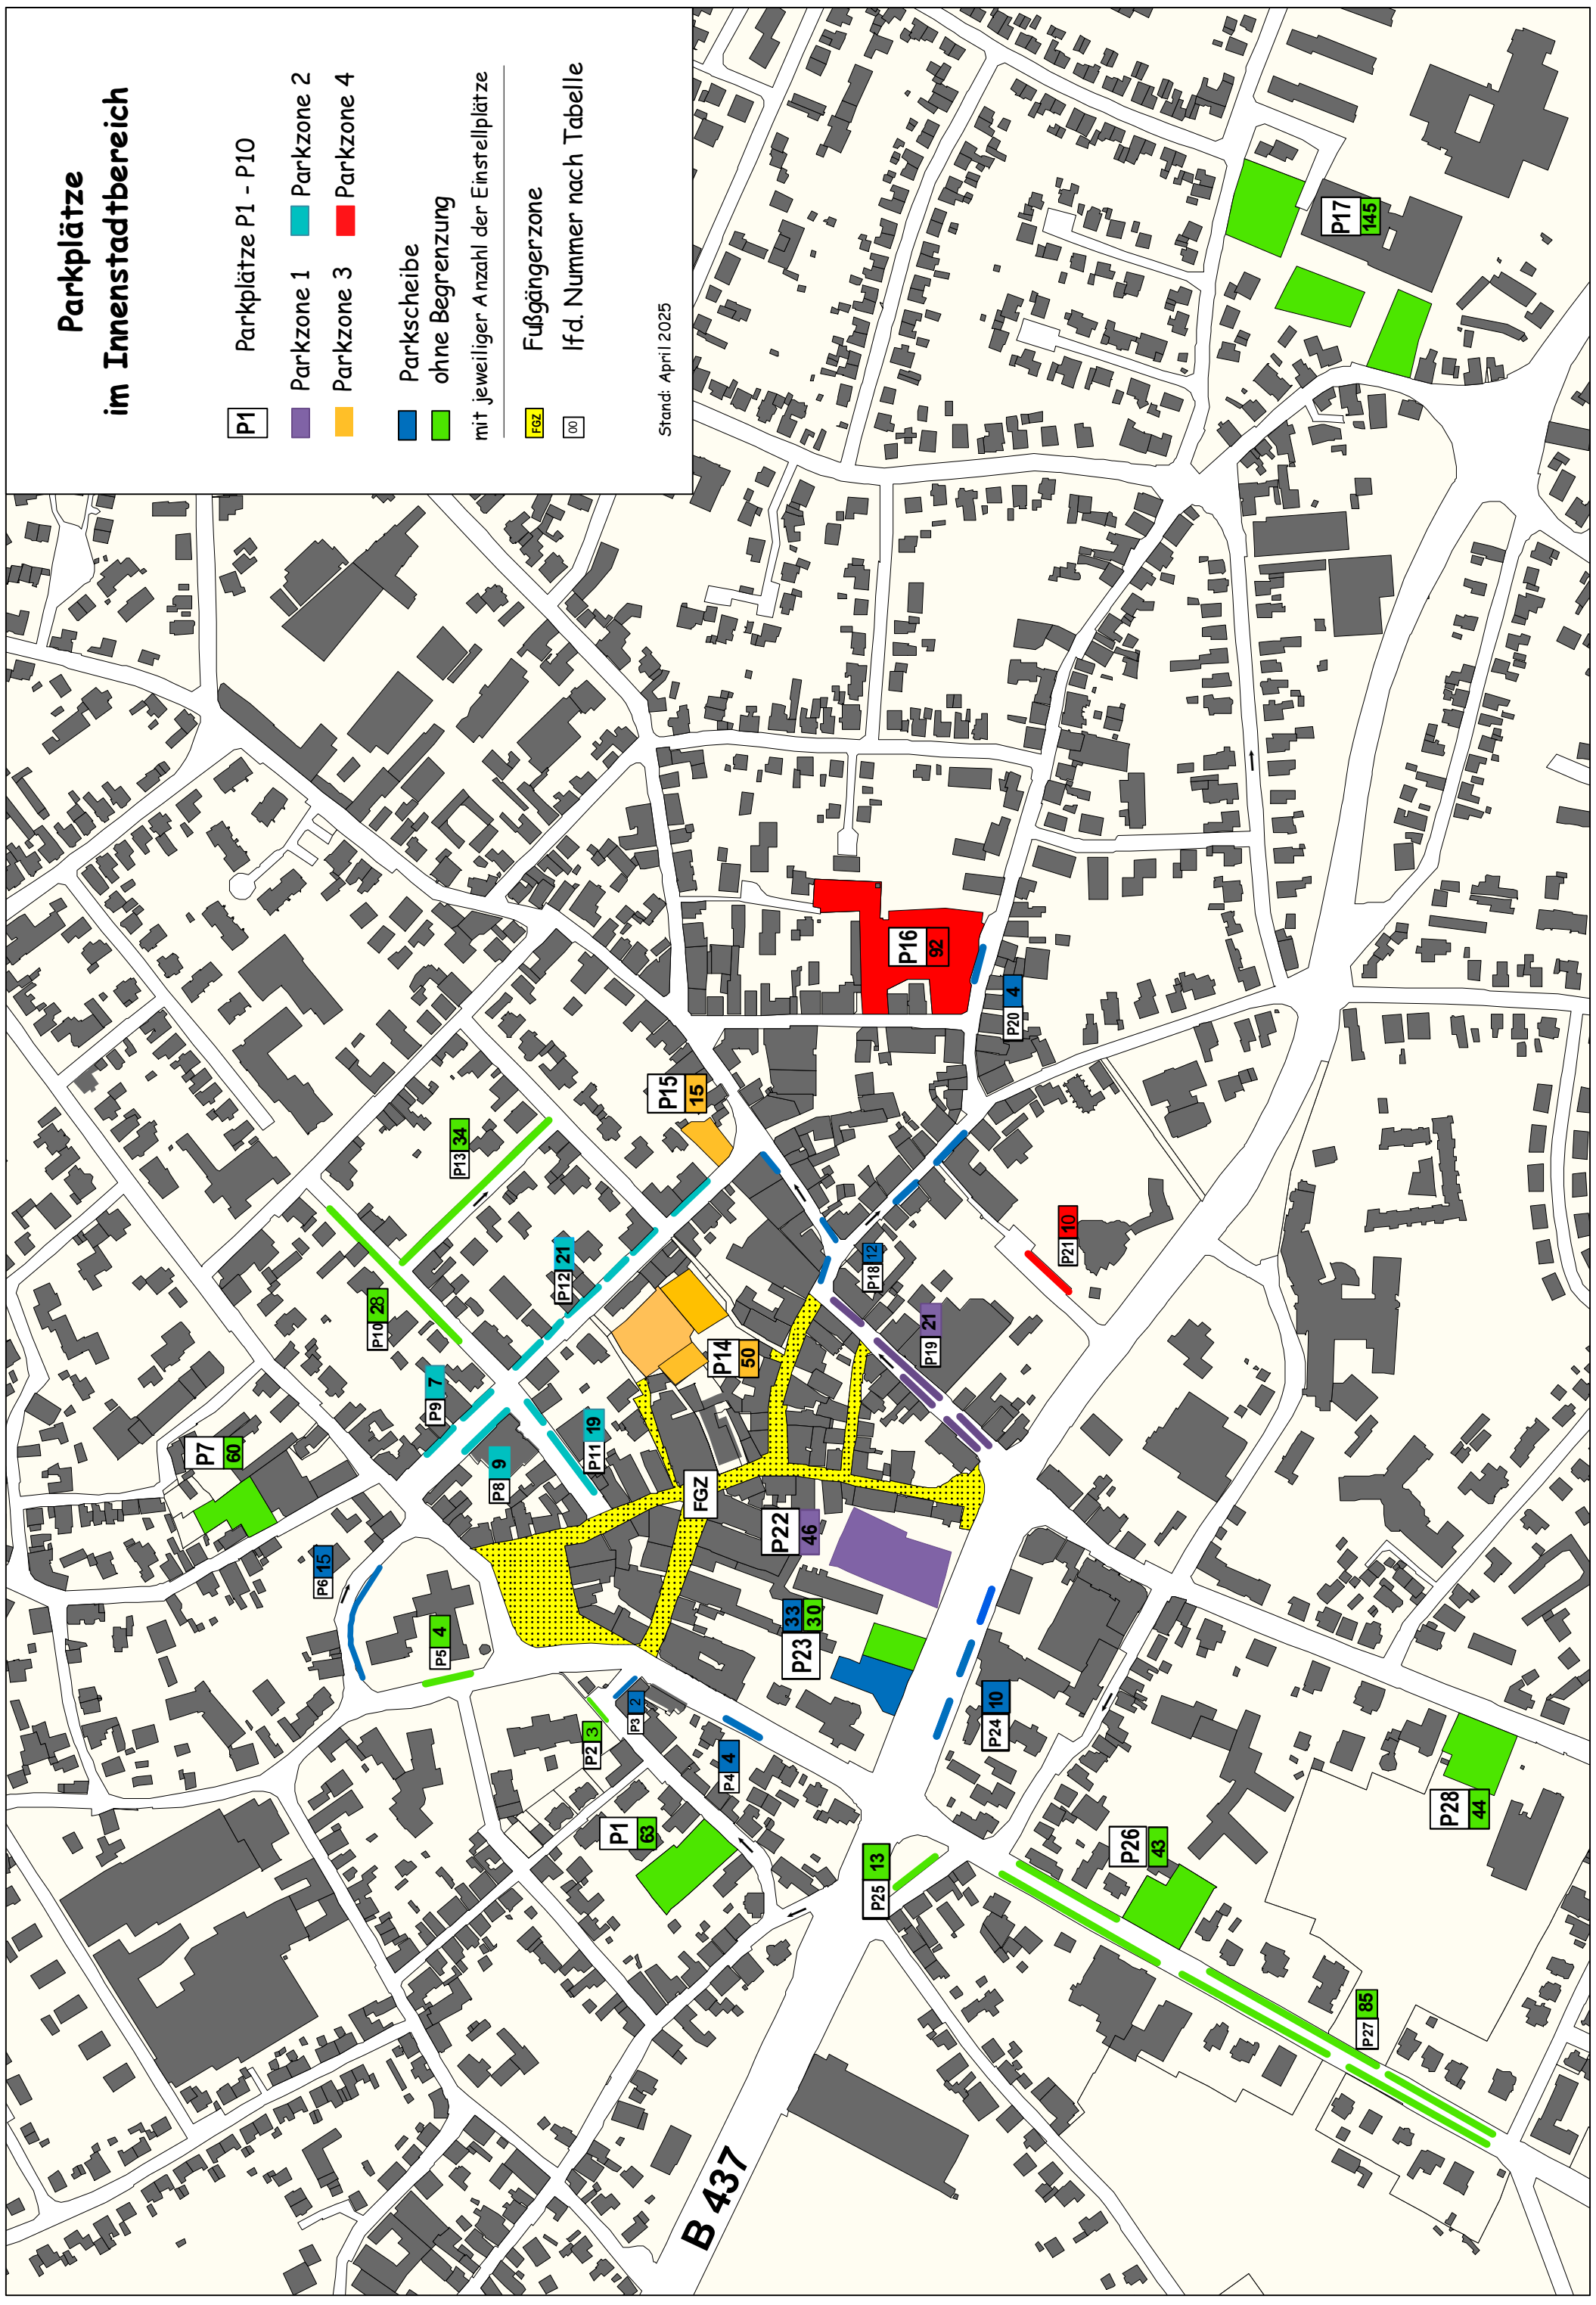 Parkplätze
im Innenstadtbereich
P1 Parkplätze P1 - P10
Parkzone 1 Parkzone 2
Parkzone 3 Parkzone 4
Parkscheibe
ohne Begrenzung
mit jeweiliger Anzahl der Einstellplätze
FGZ Fußgängerzone
00 lfd. Nummer nach Tabelle
Stand: April 2025
P7
60
P6 15
P5 4
P9 7
P8 9
P10 28
P13 34
P12 21
P11 19
P2 3
P3 2
P1
63
P4 4
FGZ
P14
50
P15
15
P22
46
P23
33
30
P18 12
P19 21
P16
92
P20 4
P21 10
P17
145
P24 10
P25 13
P26
43
P27 85
P28
44
B 437